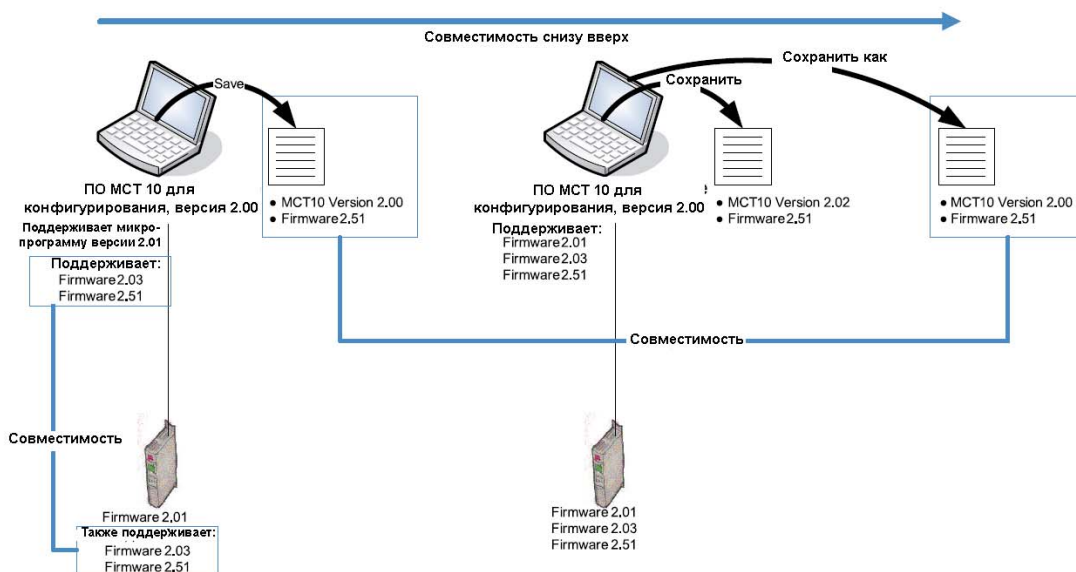 Совместимость снизу вверх
Save
ПО МСТ 10 для
конфигурирования, версия 2.00
Поддерживает микро-
программу версии 2.01
Поддерживает:
Firmware 2.03
Firmware 2.51
• MCT10 Version 2.00
• Firmware 2.51
Сохранить как
Сохранить
ПО МСТ 10 для
конфигурирования, версия 2.00
Поддерживает:
Firmware 2.01
Firmware 2.03
Firmware 2.51
• MCT10 Version 2.02
• Firmware 2.51
• MCT10 Version 2.00
• Firmware 2.51
Совместимость
Совместимость
Firmware 2.01
Также поддерживает:
Firmware 2.03
Firmware 2.51
Firmware 2.01
Firmware 2.03
Firmware 2.51